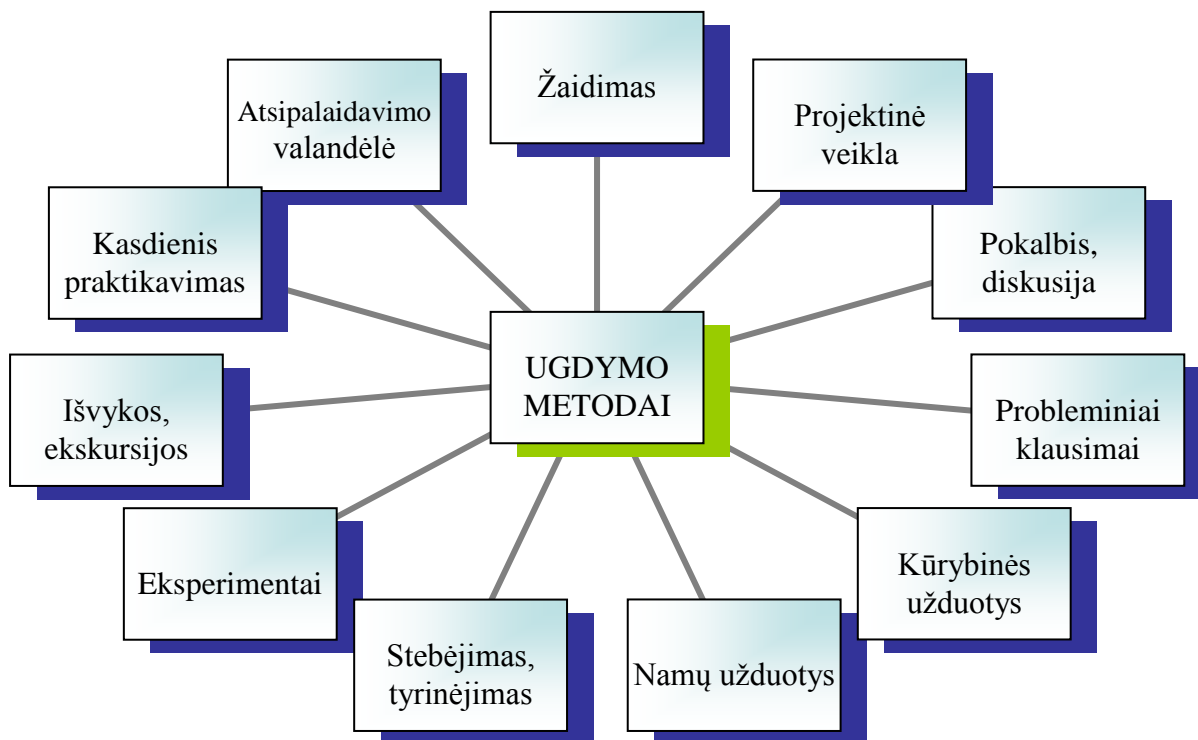 Žaidimas
Projektinė
veikla
Pokalbis,
diskusija
Probleminiai
klausimai
Kūrybinės
užduotys
Namų užduotys
Stebėjimas,
tyrinėjimas
Eksperimentai
Išvykos,
ekskursijos
Kasdienis
praktikavimas
Atsipalaidavimo
valandėlė
UGDYMO
METODAI